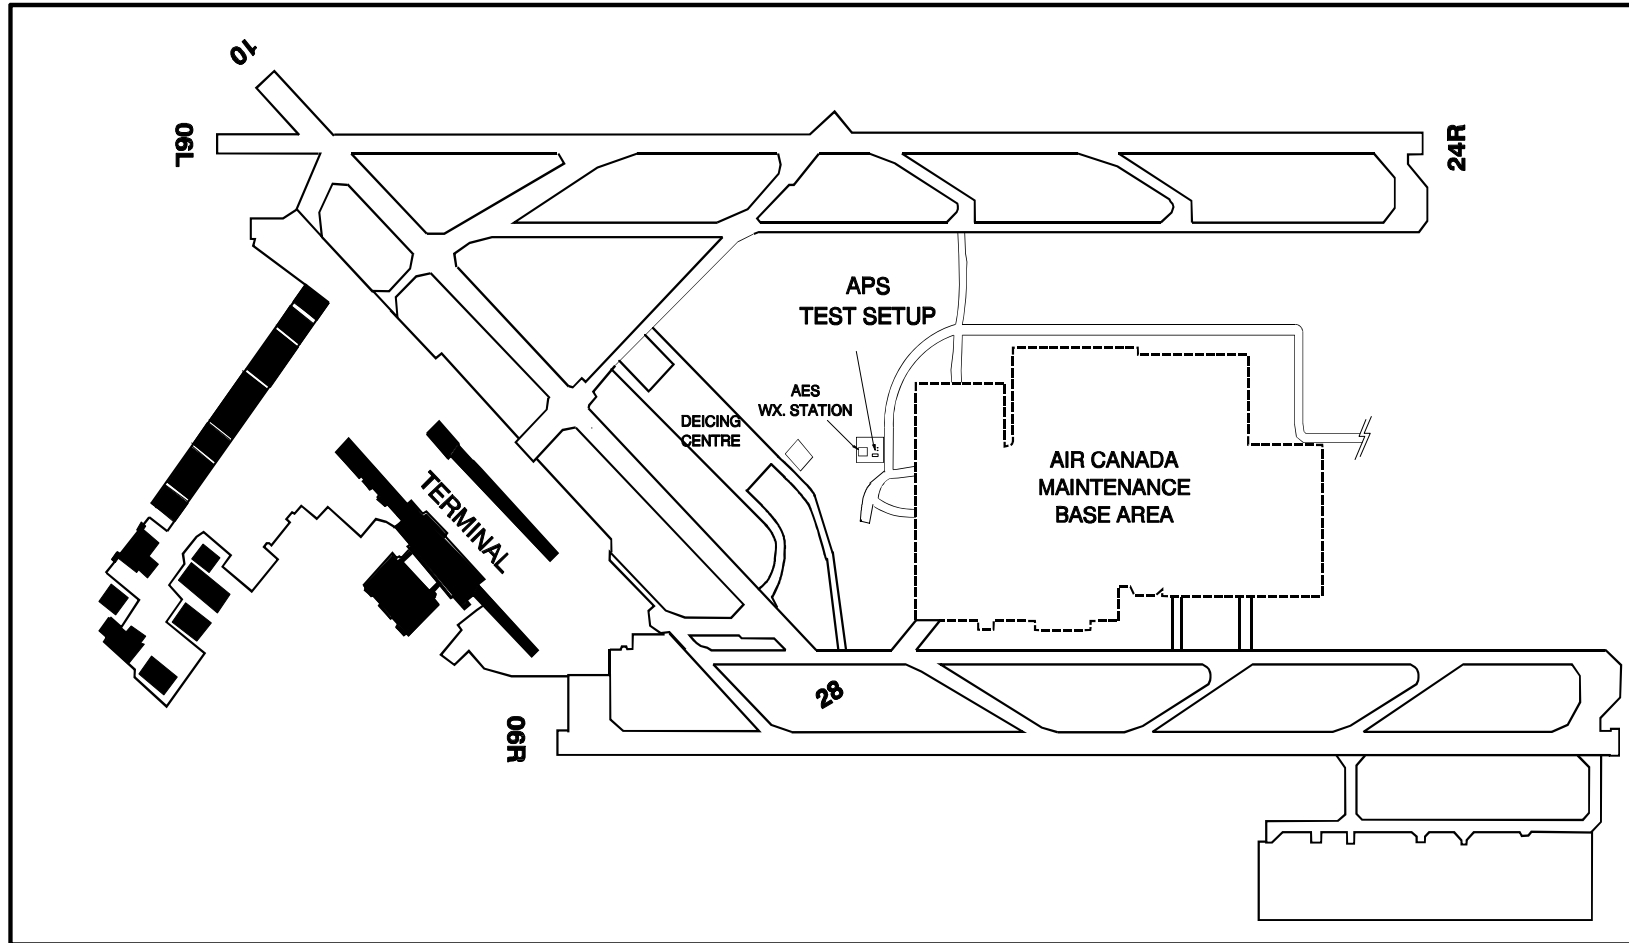 10
06L
24R
APS
TEST SETUP
AES
WX. STATION
DEICING
CENTRE
TERMINAL
AIR CANADA
MAINTENANCE
BASE AREA
28
06R